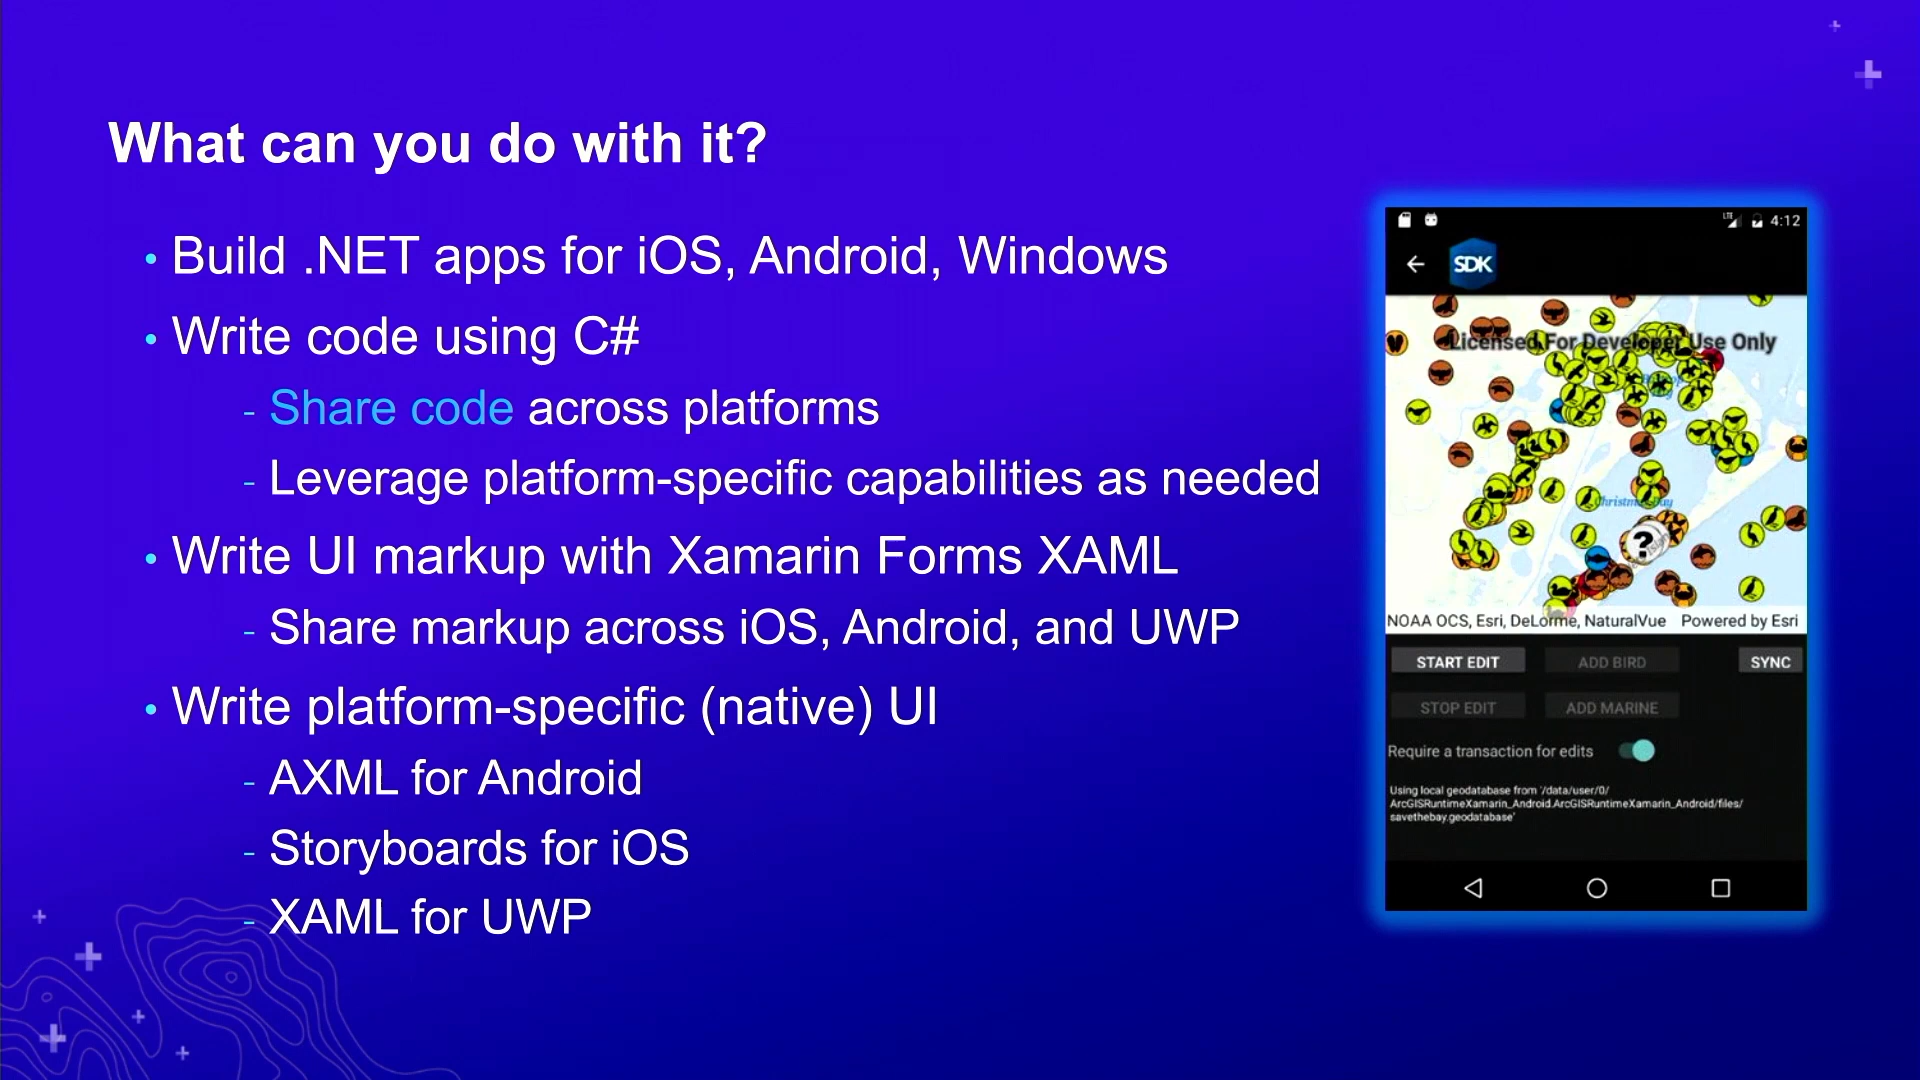 What can you do with it?
• Build .NET apps for iOS, Android, Windows
• Write code using C#
- Share code across platforms
- Leverage platform-specific capabilities as needed
• Write UI markup with Xamarin Forms XAML
- Share markup across iOS, Android, and UWP
• Write platform-specific (native) UI
- AXML for Android
- Storyboards for iOS
- XAML for UWP
LTE 4:12
SDK
Licensed For Developer Use Only
Christmas Bay
?
NOAA OCS, Esri, DeLorme, NaturalVue Powered by Esri
START EDIT ADD BIRD SYNC
STOP EDIT ADD MARINE
Require a transaction for edits
Using local geodatabase from '/data/user/0/
ArcGISRuntimeXamarin_Android.ArcGISRuntimeXamarin_Android/files/
savethebay.geodatabase'